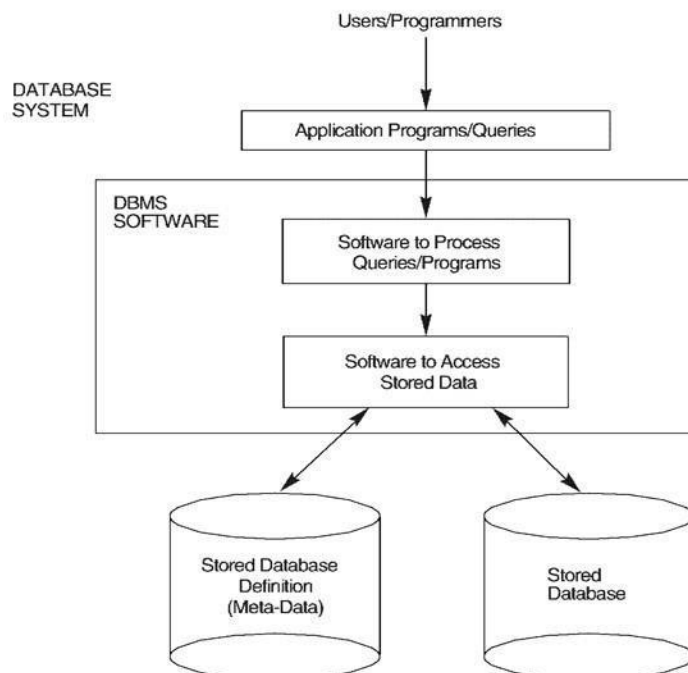 Users/Programmers
DATABASE
SYSTEM
Application Programs/Queries
DBMS
SOFTWARE
Software to Process
Queries/Programs
Software to Access
Stored Data
Stored Database
Definition
(Meta-Data)
Stored
Database